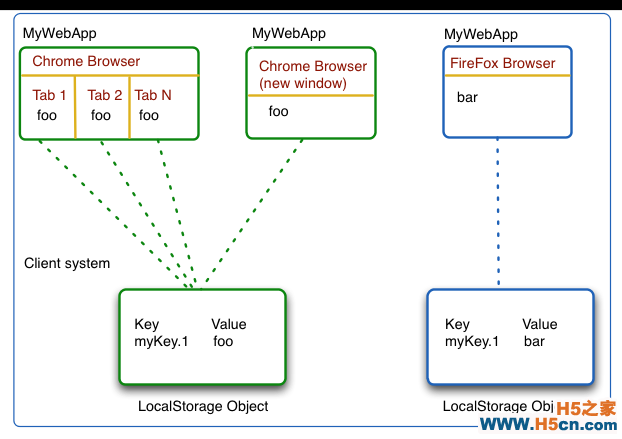 MyWebApp
Chrome Browser
Tab 1 Tab 2 Tab N
foo foo foo
MyWebApp
Chrome Browser
(new window)
foo
MyWebApp
FireFox Browser
bar
Client system
Key Value
myKey.1 foo
LocalStorage Object
Key Value
myKey.1 bar
LocalStorage Obj
H5之家
WWW.H5cn.com